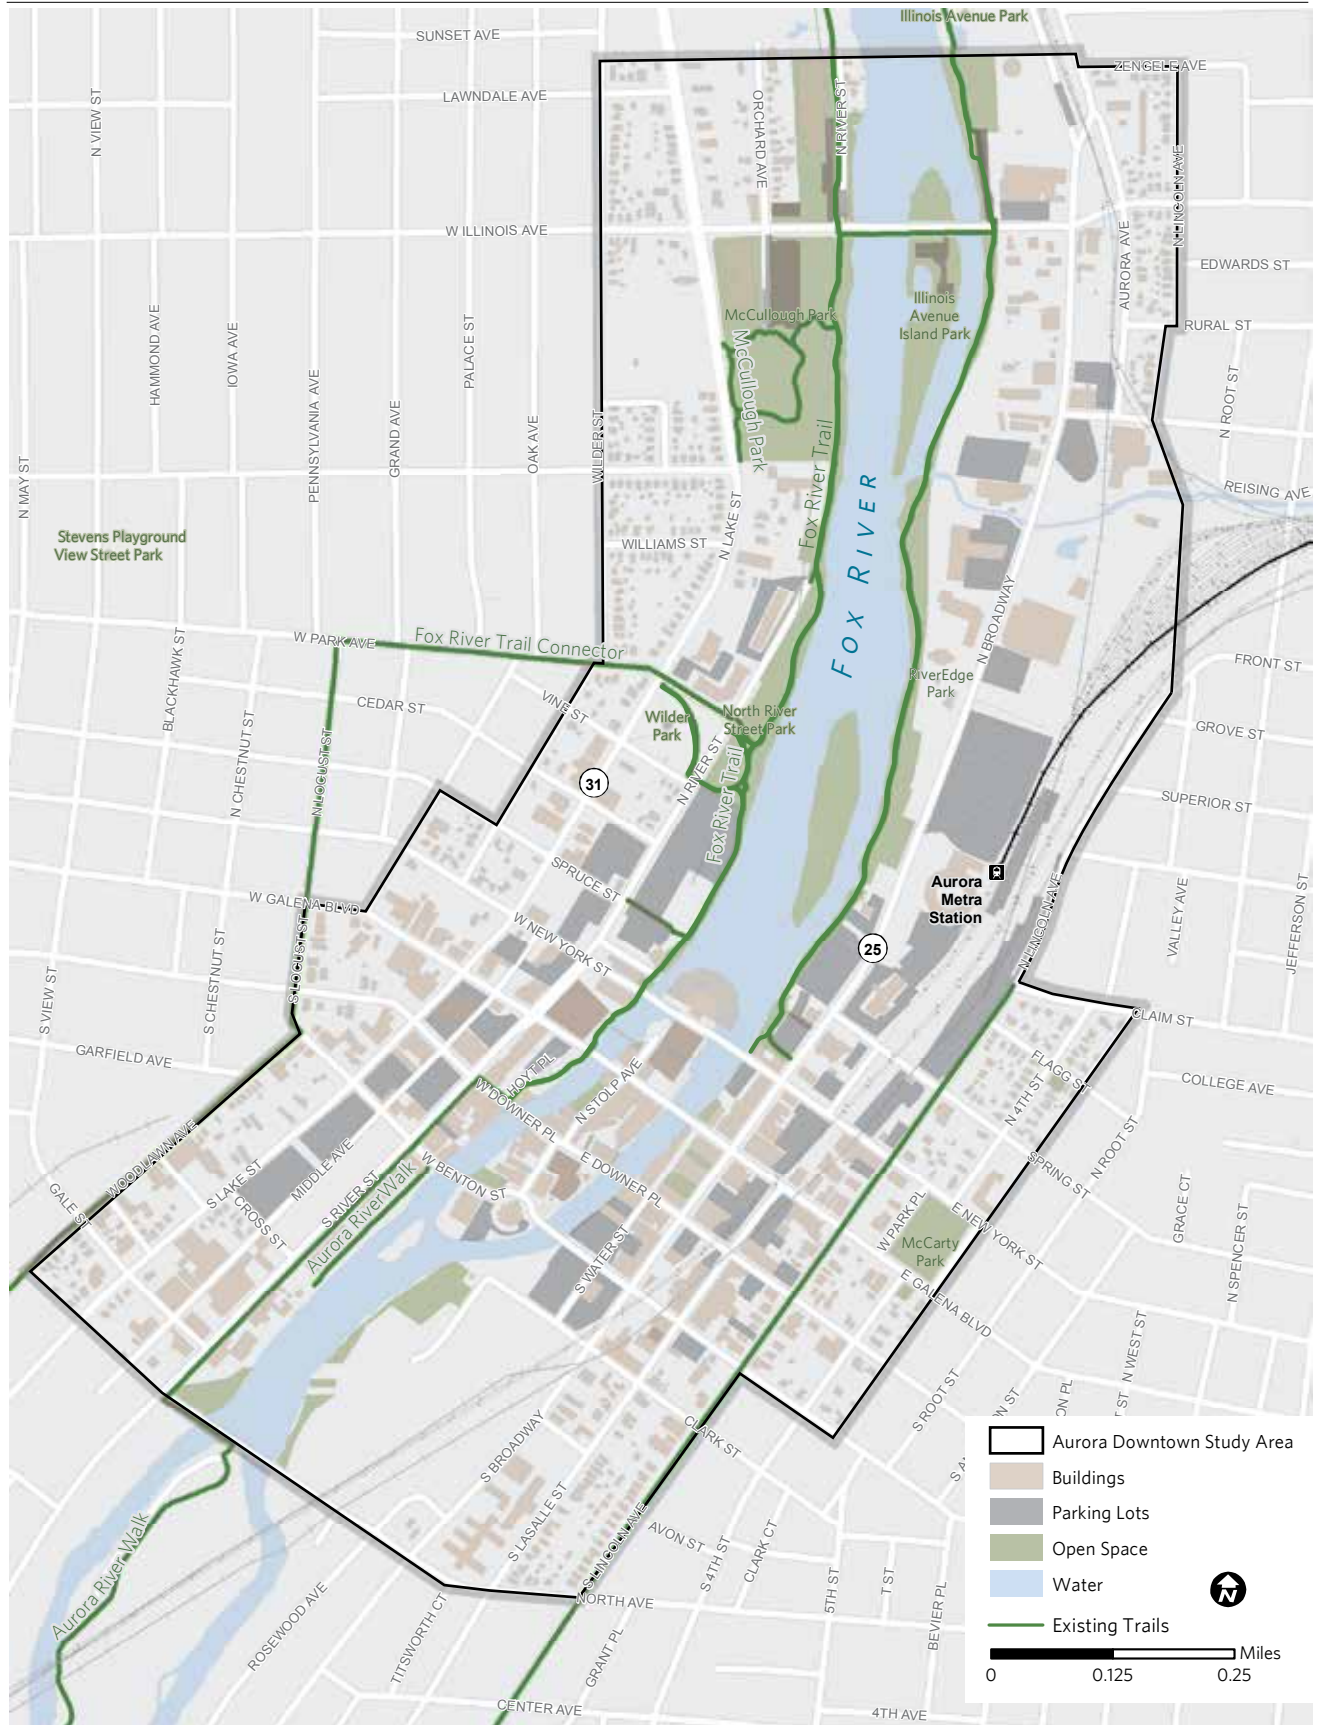 Illinois Avenue Park
SUNSET AVE
ZENGELE AVE
LAWNDALE AVE
N VIEW ST
ORCHARD AVE
N RIVER ST
N LINCOLN AVE
W ILLINOIS AVE
AURORA AVE
EDWARDS ST
Illinois
Avenue
Island Park
McCullough Park
RURAL ST
HAMMOND AVE
IOWA AVE
PALACE ST
McCullough Park
PENNSYLVANIA AVE
GRAND AVE
OAK AVE
WILDER ST
N ROOT ST
Fox River Trail
N MAY ST
FOX RIVER
REISING AVE
N LAKE ST
Stevens Playground
View Street Park
WILLIAMS ST
N BROADWAY
W PARK AVE
Fox River Trail Connector
BLACKHAWK ST
FRONT ST
RiverEdge
Park
CEDAR ST
VINE ST
Wilder
Park
North River
Street Park
N CHESTNUT ST
N LOCUST ST
GROVE ST
31
N RIVER ST
Fox River Trail
SUPERIOR ST
SPRUCE ST
Aurora
Metra
Station
W GALENA BLVD
W NEW YORK ST
25
N LINCOLN AVE
VALLEY AVE
JEFFERSON ST
S VIEW ST
S CHESTNUT ST
S LOCUST ST
CLAIM ST
GARFIELD AVE
HOYT PL
W DOWNER PL
N STOLP AVE
FLAGG ST
N 4TH ST
COLLEGE AVE
N ROOT ST
WOODLAWN AVE
S LAKE ST
MIDDLE AVE
W BENTON ST
E DOWNER PL
SPRING ST
GALE ST
CROSS ST
S RIVER ST
Aurora River Walk
W PARK PL
E NEW YORK ST
GRACE CT
N SPENCER ST
McCarty
Park
S WATER ST
E GALENA BLVD
N WEST ST
S ROOT ST
ON ST
ON PL
T ST
S A
S BROADWAY
CLARK ST
S LASALLE ST
S LINCOLN AVE
AVON ST
S 4TH ST
CLARK CT
5TH ST
T ST
BEVIER PL
NORTH AVE
Aurora River Walk
ROSEWOOD AVE
TITSWORTH CT
GRANT PL
CENTER AVE
4TH AVE
Aurora Downtown Study Area
Buildings
Parking Lots
Open Space
Water
N
Existing Trails
Miles
0 0.125 0.25